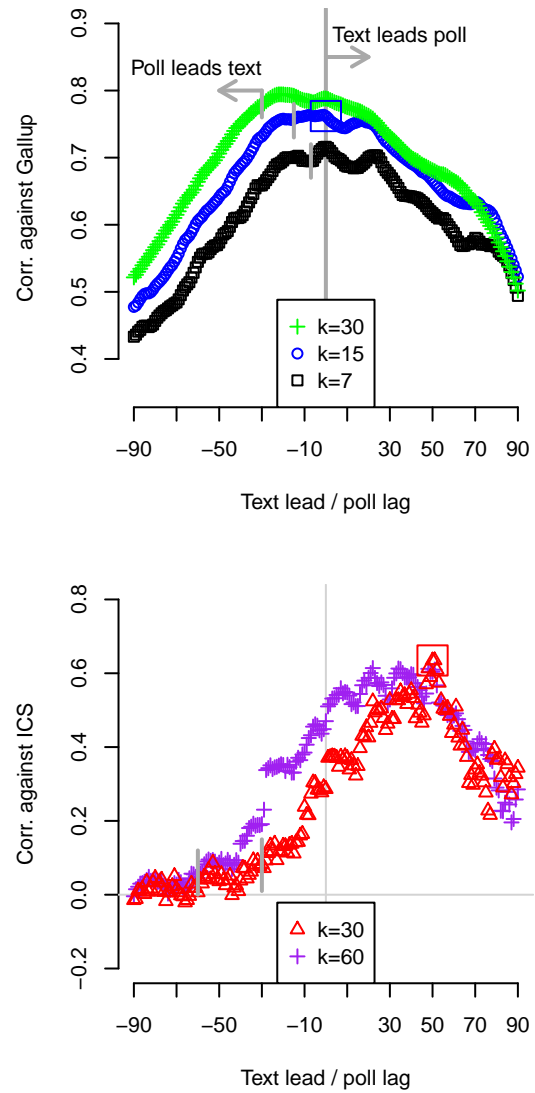 Text leads poll
Poll leads text
Corr. against Gallup
0.4 0.5 0.6 0.7 0.8 0.9
k=30
k=15
k=7
−90 −50 −10 30 50 70 90
Text lead / poll lag
Corr. against ICS
−0.2 0.0 0.2 0.4 0.6 0.8
k=30
k=60
−90 −50 −10 30 50 70 90
Text lead / poll lag